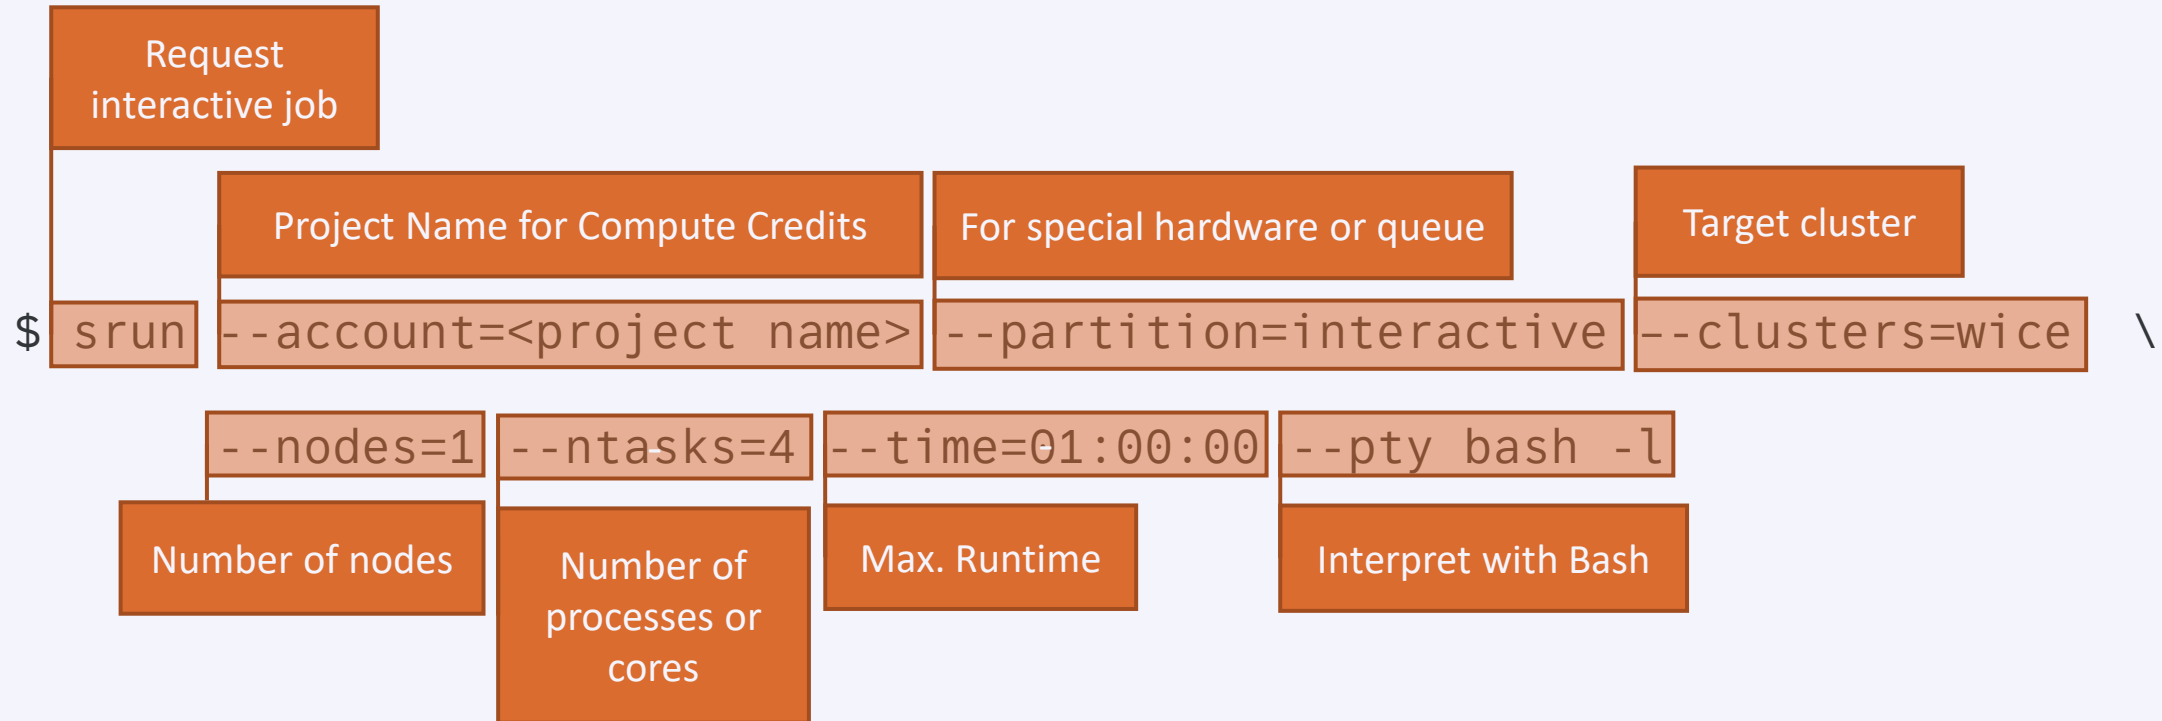 Request
interactive job
Project Name for Compute Credits
For special hardware or queue
Target cluster
$ srun --account=<project name> --partition=interactive --clusters=wice \
--nodes=1 --ntasks=4 --time=01:00:00 --pty bash -l
Number of nodes
Number of
processes or
cores
Max. Runtime
Interpret with Bash